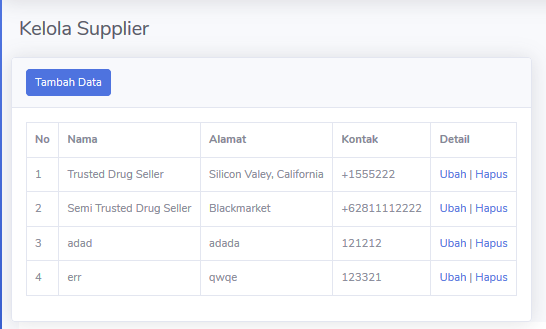 Kelola Supplier
Tambah Data
No Nama Alamat Kontak Detail
1 Trusted Drug Seller Silicon Valey, California +1555222 Ubah | Hapus
2 Semi Trusted Drug Seller Blackmarket +62811112222 Ubah | Hapus
3 adad adada 121212 Ubah | Hapus
4 err qwqe 123321 Ubah | Hapus